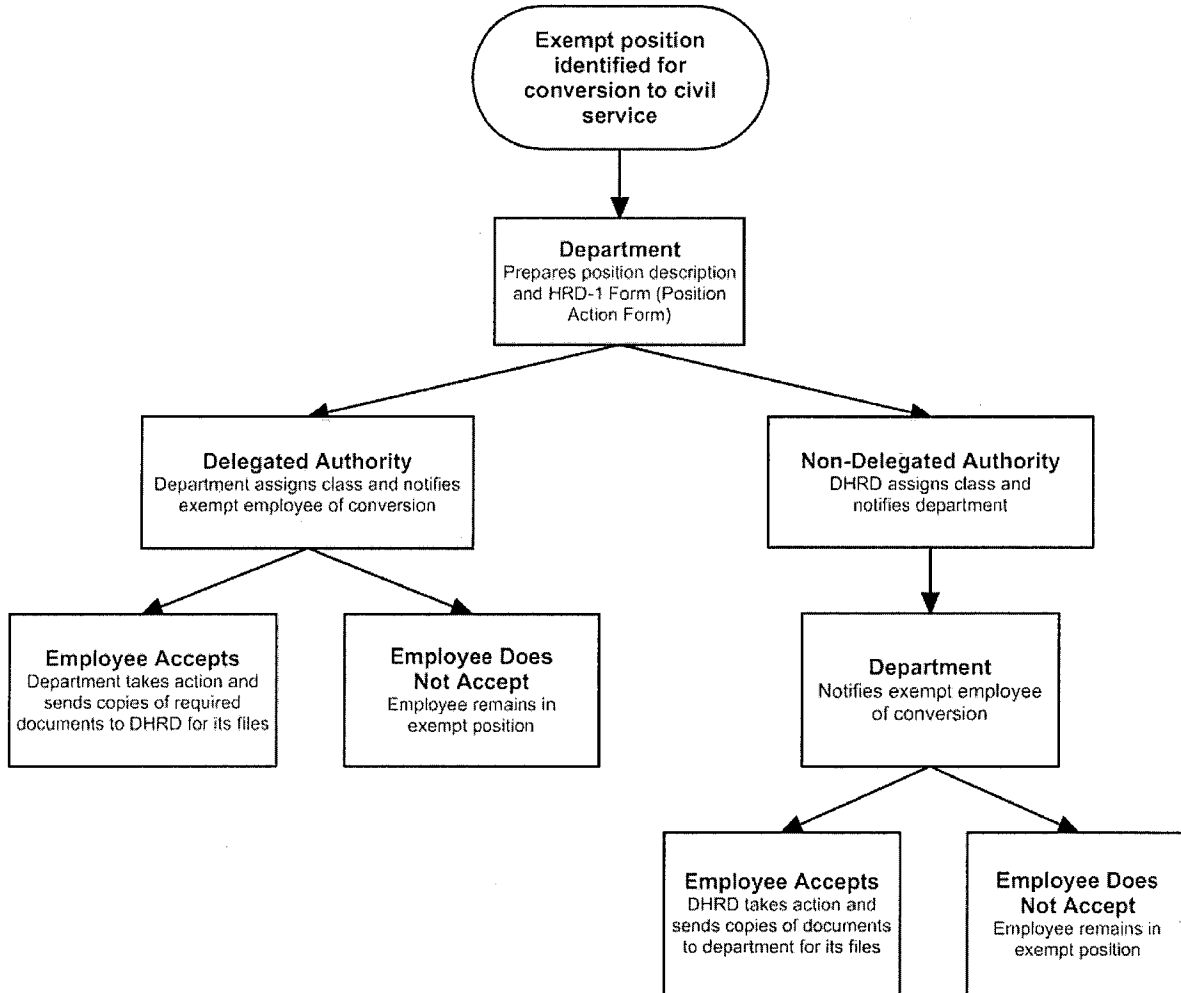 Exempt position
identified for
conversion to civil
service
Department
Prepares position description
and HRD-1 Form (Position
Action Form)
Delegated Authority
Department assigns class and notifies
exempt employee of conversion
Non-Delegated Authority
DHRD assigns class and
notifies department
Employee Accepts
Department takes action and
sends copies of required
documents to DHRD for its files
Employee Does
Not Accept
Employee remains in
exempt position
Department
Notifies exempt employee
of conversion
Employee Accepts
DHRD takes action and
sends copies of documents
to department for its files
Employee Does
Not Accept
Employee remains in
exempt position